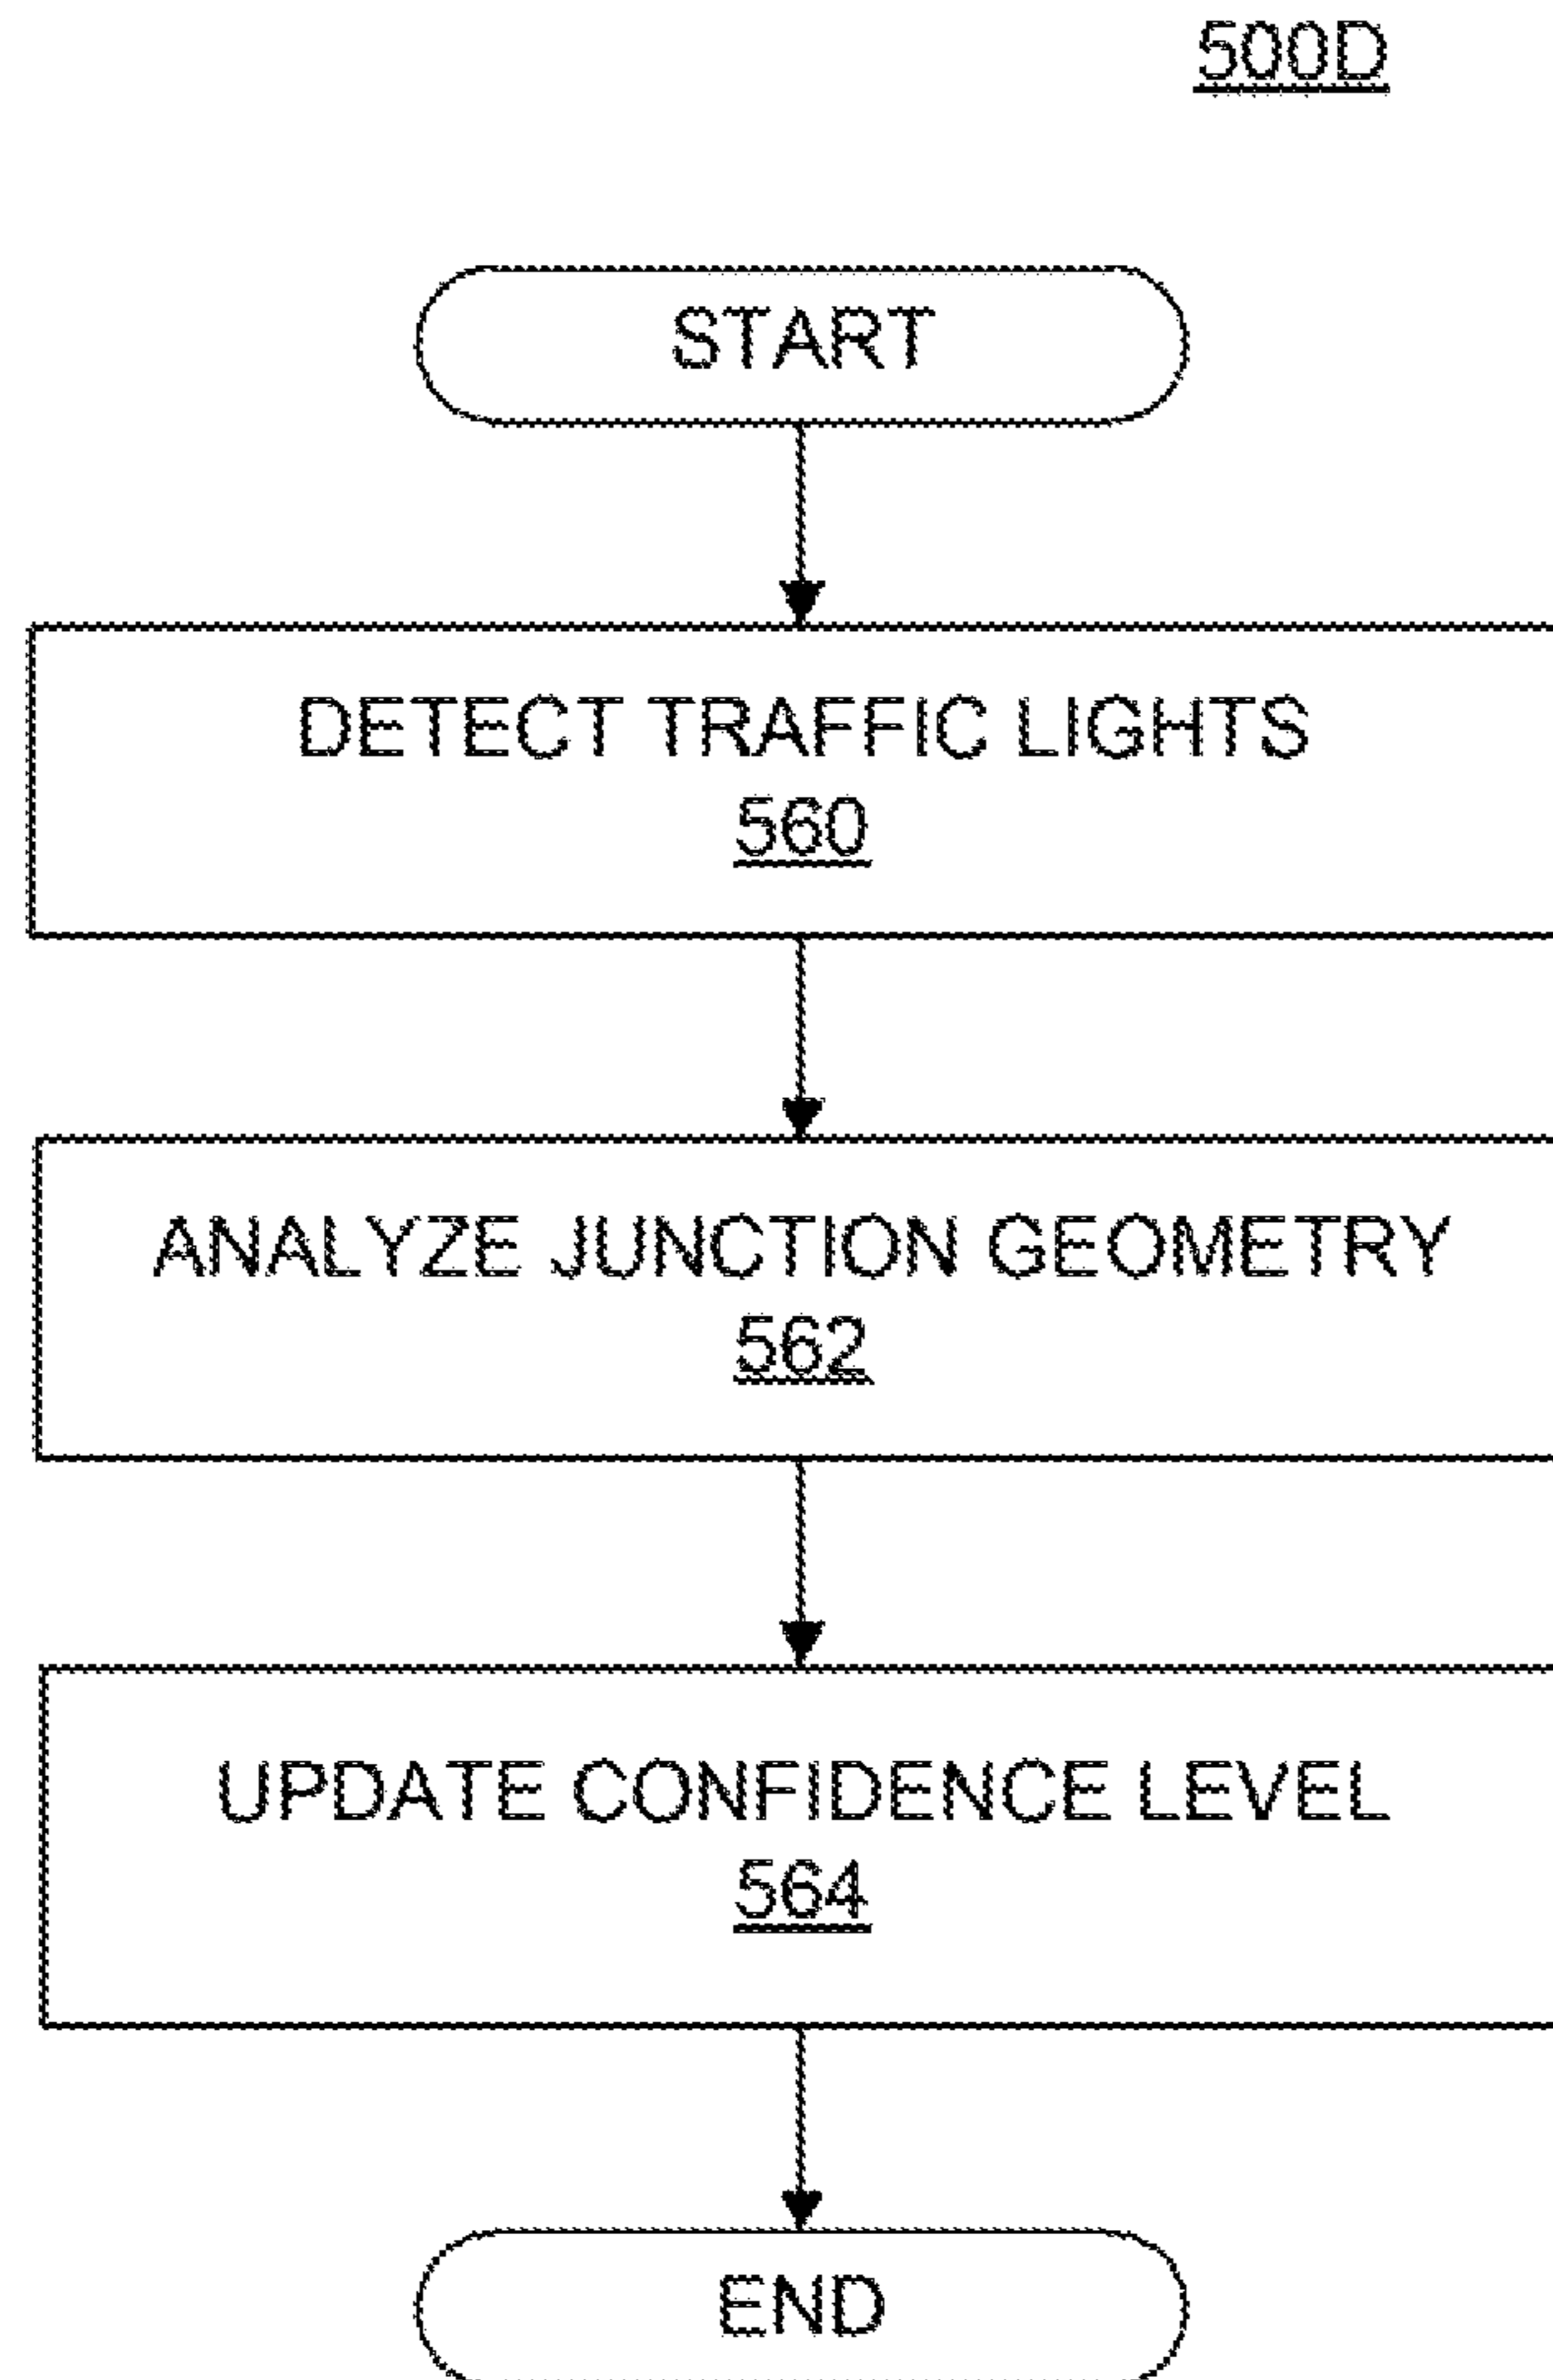 500D
START
DETECT TRAFFIC LIGHTS
560
ANALYZE JUNCTION GEOMETRY
562
UPDATE CONFIDENCE LEVEL
564
END